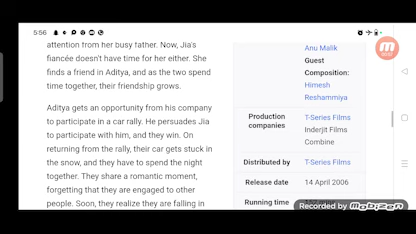 5:56
attention from her busy father. Now, Jia's
fiancée doesn't have time for her either. She
finds a friend in Aditya, and as the two spend
time together, their friendship grows.
Aditya gets an opportunity from his company
to participate in a car rally. He persuades Jia
to participate with him, and they win. On
returning from the rally, their car gets stuck in
the snow, and they have to spend the night
together. They share a romantic moment,
forgetting that they are engaged to other
people. Soon, they realize they are falling in
Anu Malik
Guest
Composition:
Himesh
Reshammiya
Production companies
T-Series Films
Inderjit Films
Combine
Distributed by
T-Series Films
Release date
14 April 2006
Running time
Recorded by Mobizen